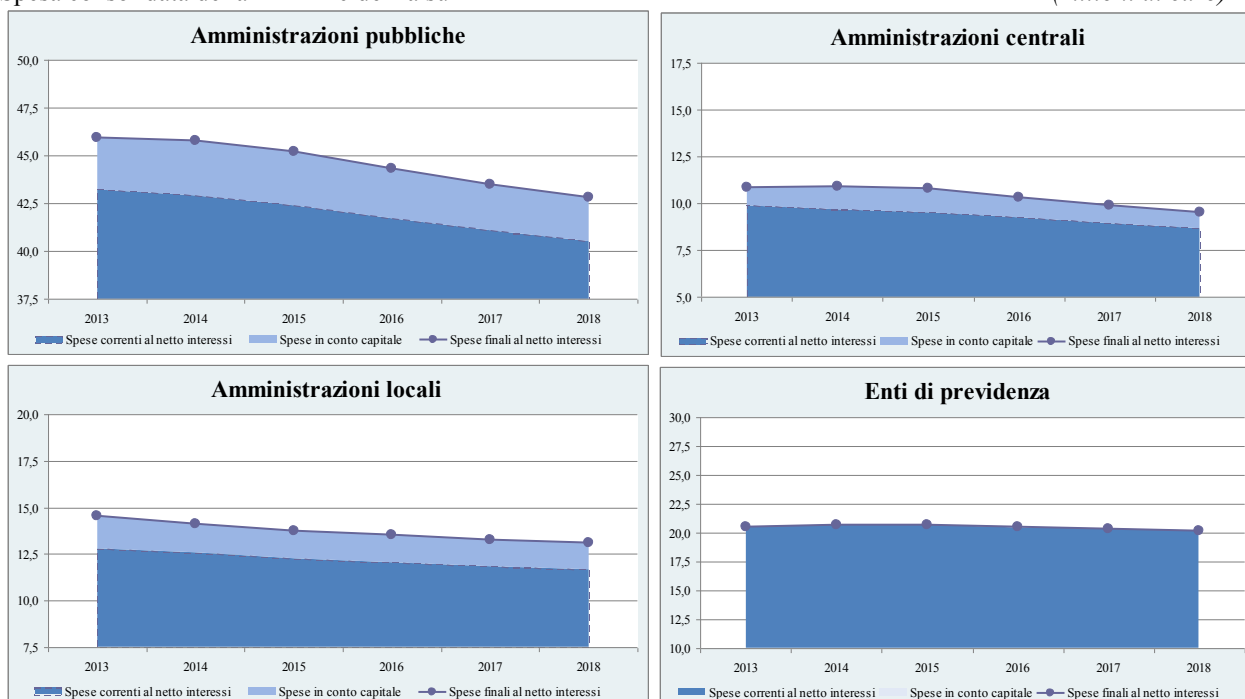 Spesa consolidata
Amministrazioni pubbliche
50,0
47,5
45,0
42,5
40,0
37,5
2013 2014 2015 2016 2017 2018
Spese correnti al netto interessi Spese in conto capitale Spese finali al netto interessi
Amministrazioni centrali
17,5
15,0
12,5
10,0
7,5
5,0
2013 2014 2015 2016 2017 2018
Spese correnti al netto interessi Spese in conto capitale Spese finali al netto interessi
Amministrazioni locali
20,0
17,5
15,0
12,5
10,0
7,5
2013 2014 2015 2016 2017 2018
Spese correnti al netto interessi Spese in conto capitale Spese finali al netto interessi
Enti di previdenza
30,0
27,5
25,0
22,5
20,0
17,5
15,0
12,5
10,0
2013 2014 2015 2016 2017 2018
Spese correnti al netto interessi Spese in conto capitale Spese finali al netto interessi